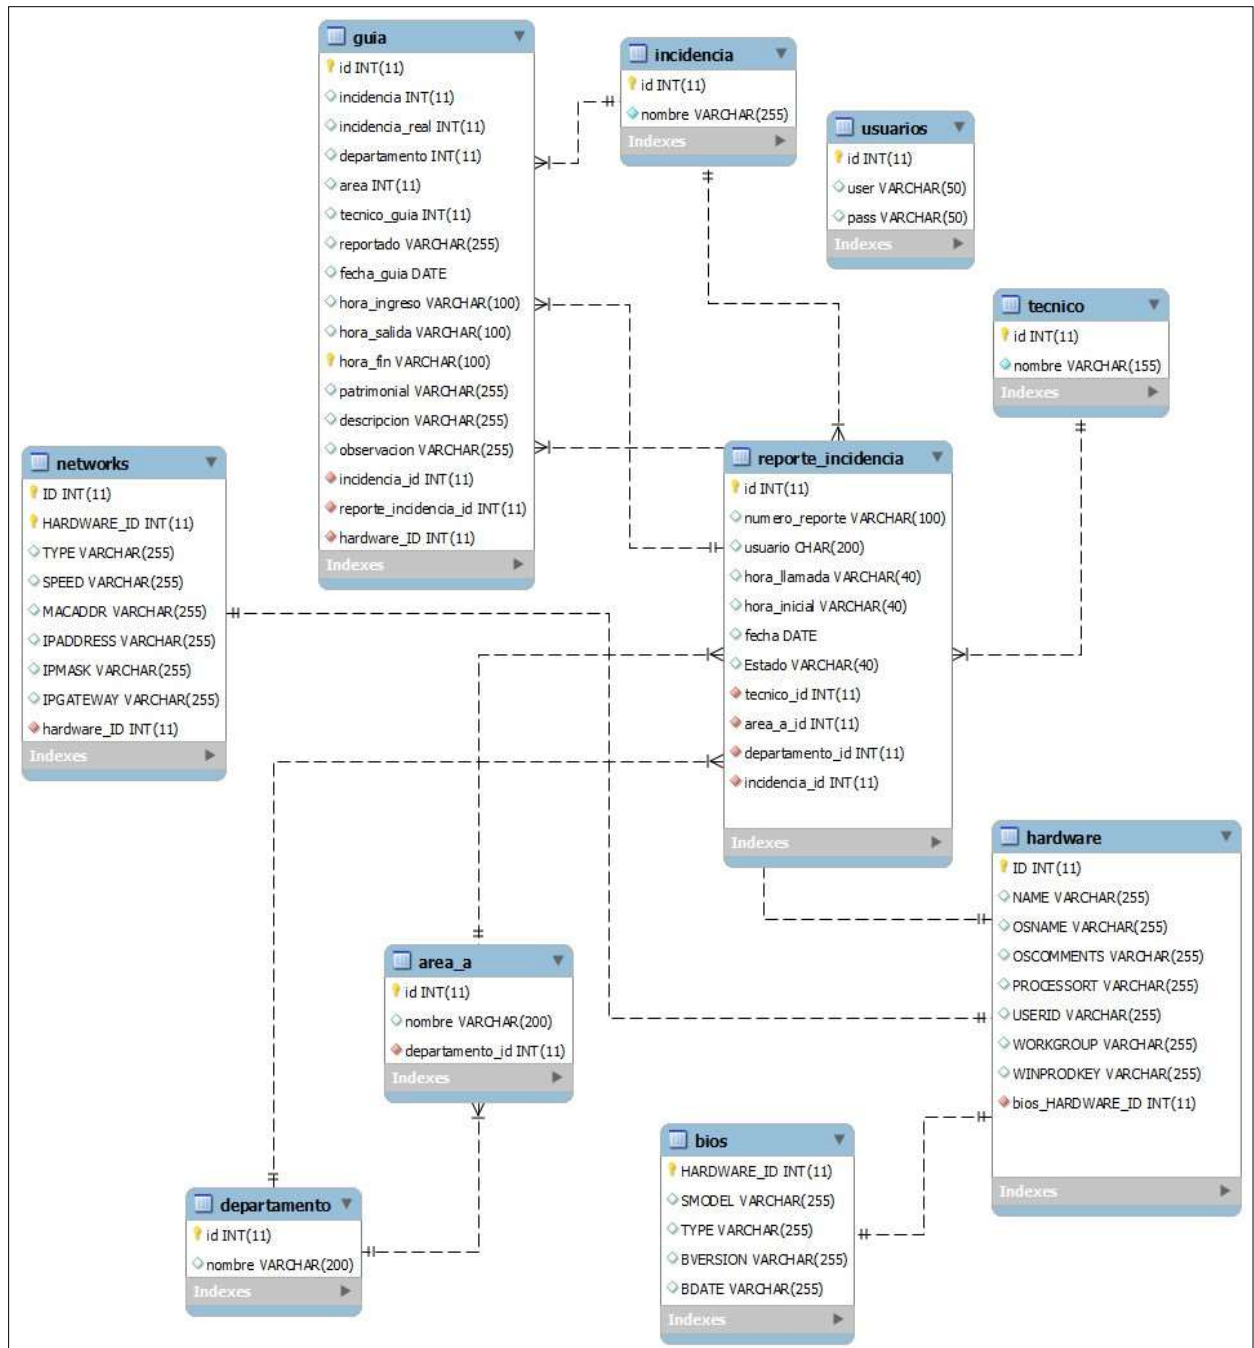 guia
id INT(11)
incidencia INT(11)
incidencia_real INT(11)
departamento INT(11)
area INT(11)
tecnico_guia INT(11)
reportado VARCHAR(255)
fecha_guia DATE
hora_ingreso VARCHAR(100)
hora_salida VARCHAR(100)
hora_fin VARCHAR(100)
patrimonial VARCHAR(255)
descripcion VARCHAR(255)
observacion VARCHAR(255)
incidencia_id INT(11)
reporte_incidencia_id INT(11)
hardware_ID INT(11)
Indexes
incidencia
id INT(11)
nombre VARCHAR(255)
Indexes
usuarios
id INT(11)
user VARCHAR(50)
pass VARCHAR(50)
Indexes
tecnico
id INT(11)
nombre VARCHAR(155)
Indexes
networks
ID INT(11)
HARDWARE_ID INT(11)
TYPE VARCHAR(255)
SPEED VARCHAR(255)
MACADDR VARCHAR(255)
IPADDRESS VARCHAR(255)
IPMASK VARCHAR(255)
IPGATEWAY VARCHAR(255)
hardware_ID INT(11)
Indexes
reporte_incidencia
id INT(11)
numero_reporte VARCHAR(100)
usuario CHAR(200)
hora_llamada VARCHAR(40)
hora_inicial VARCHAR(40)
fecha DATE
Estado VARCHAR(40)
tecnico_id INT(11)
area_a_id INT(11)
departamento_id INT(11)
incidencia_id INT(11)
Indexes
hardware
ID INT(11)
NAME VARCHAR(255)
OSNAME VARCHAR(255)
OSCOMMENTS VARCHAR(255)
PROCESSORT VARCHAR(255)
USERID VARCHAR(255)
WORKGROUP VARCHAR(255)
WINPRODKEY VARCHAR(255)
bios_HARDWARE_ID INT(11)
Indexes
area_a
id INT(11)
nombre VARCHAR(200)
departamento_id INT(11)
Indexes
bios
HARDWARE_ID INT(11)
SMODEL VARCHAR(255)
TYPE VARCHAR(255)
BVERSION VARCHAR(255)
BDATE VARCHAR(255)
Indexes
departamento
id INT(11)
nombre VARCHAR(200)
Indexes